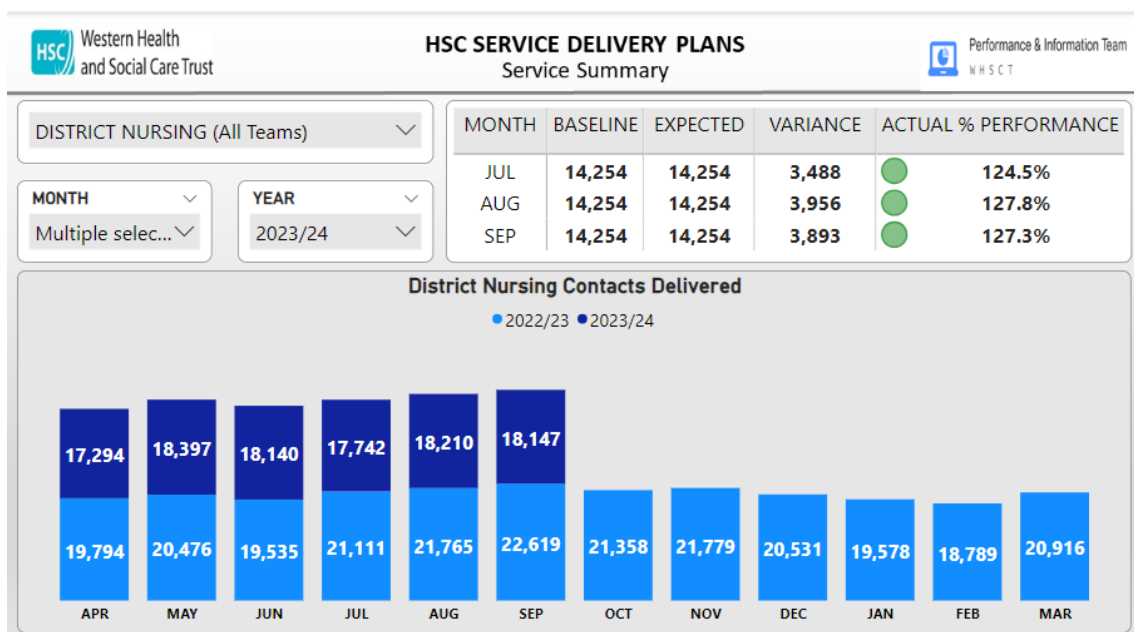 HSC
Western Health
and Social Care Trust
HSC SERVICE DELIVERY PLANS
Service Summary
Performance & Information Team
WHSCT
DISTRICT NURSING (All Teams)
MONTH
Multiple selec...
YEAR
2023/24
MONTH BASELINE EXPECTED VARIANCE ACTUAL % PERFORMANCE
JUL 14,254 14,254 3,488 124.5%
AUG 14,254 14,254 3,956 127.8%
SEP 14,254 14,254 3,893 127.3%
District Nursing Contacts Delivered
2022/23 2023/24
17,294 18,397 18,140 17,742 18,210 18,147
19,794 20,476 19,535 21,111 21,765 22,619 21,358 21,779 20,531 19,578 18,789 20,916
APR MAY JUN JUL AUG SEP OCT NOV DEC JAN FEB MAR